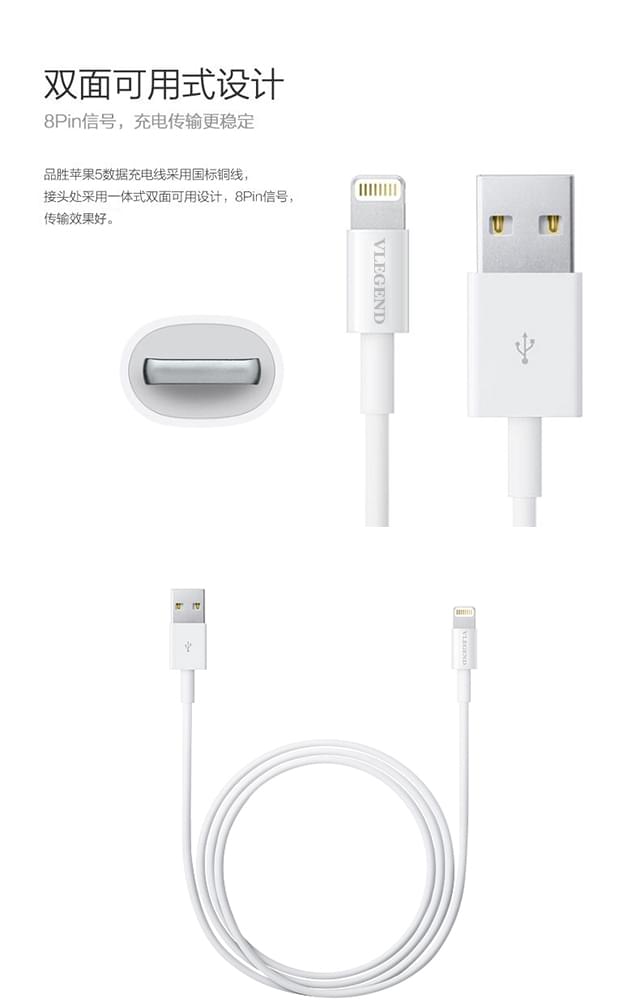 双面可用式设计
8Pin信号，充电传输更稳定
品胜苹果5数据充电线采用国标铜线，
接头处采用一体式双面可用设计，8Pin信号，
传输效果好。
VLEGEND
VLEGEND